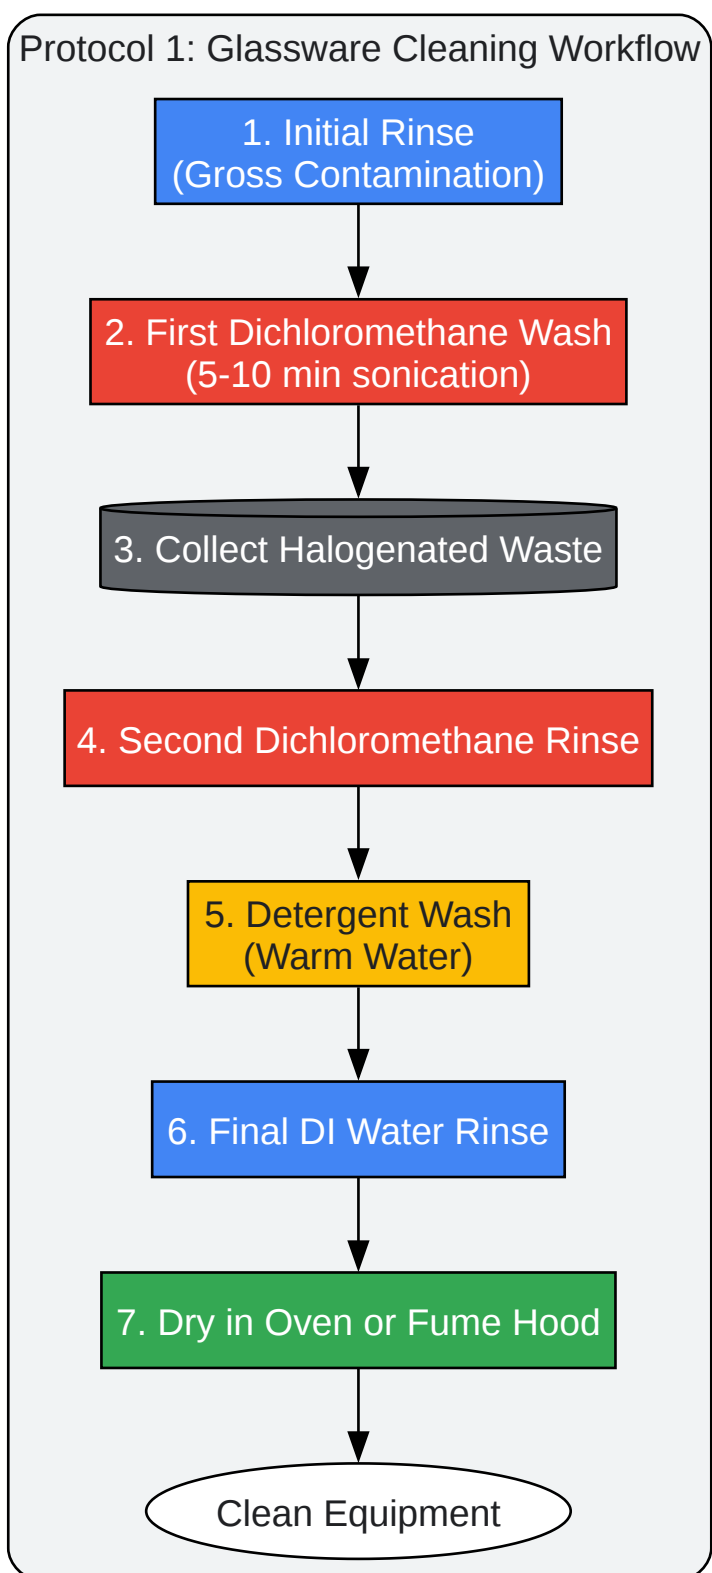 Protocol 1: Glassware Cleaning Workflow
1. Initial Rinse
(Gross Contamination)
2. First Dichloromethane Wash
(5-10 min sonication)
3. Collect Halogenated Waste
4. Second Dichloromethane Rinse
5. Detergent Wash
(Warm Water)
6. Final DI Water Rinse
7. Dry in Oven or Fume Hood
Clean Equipment